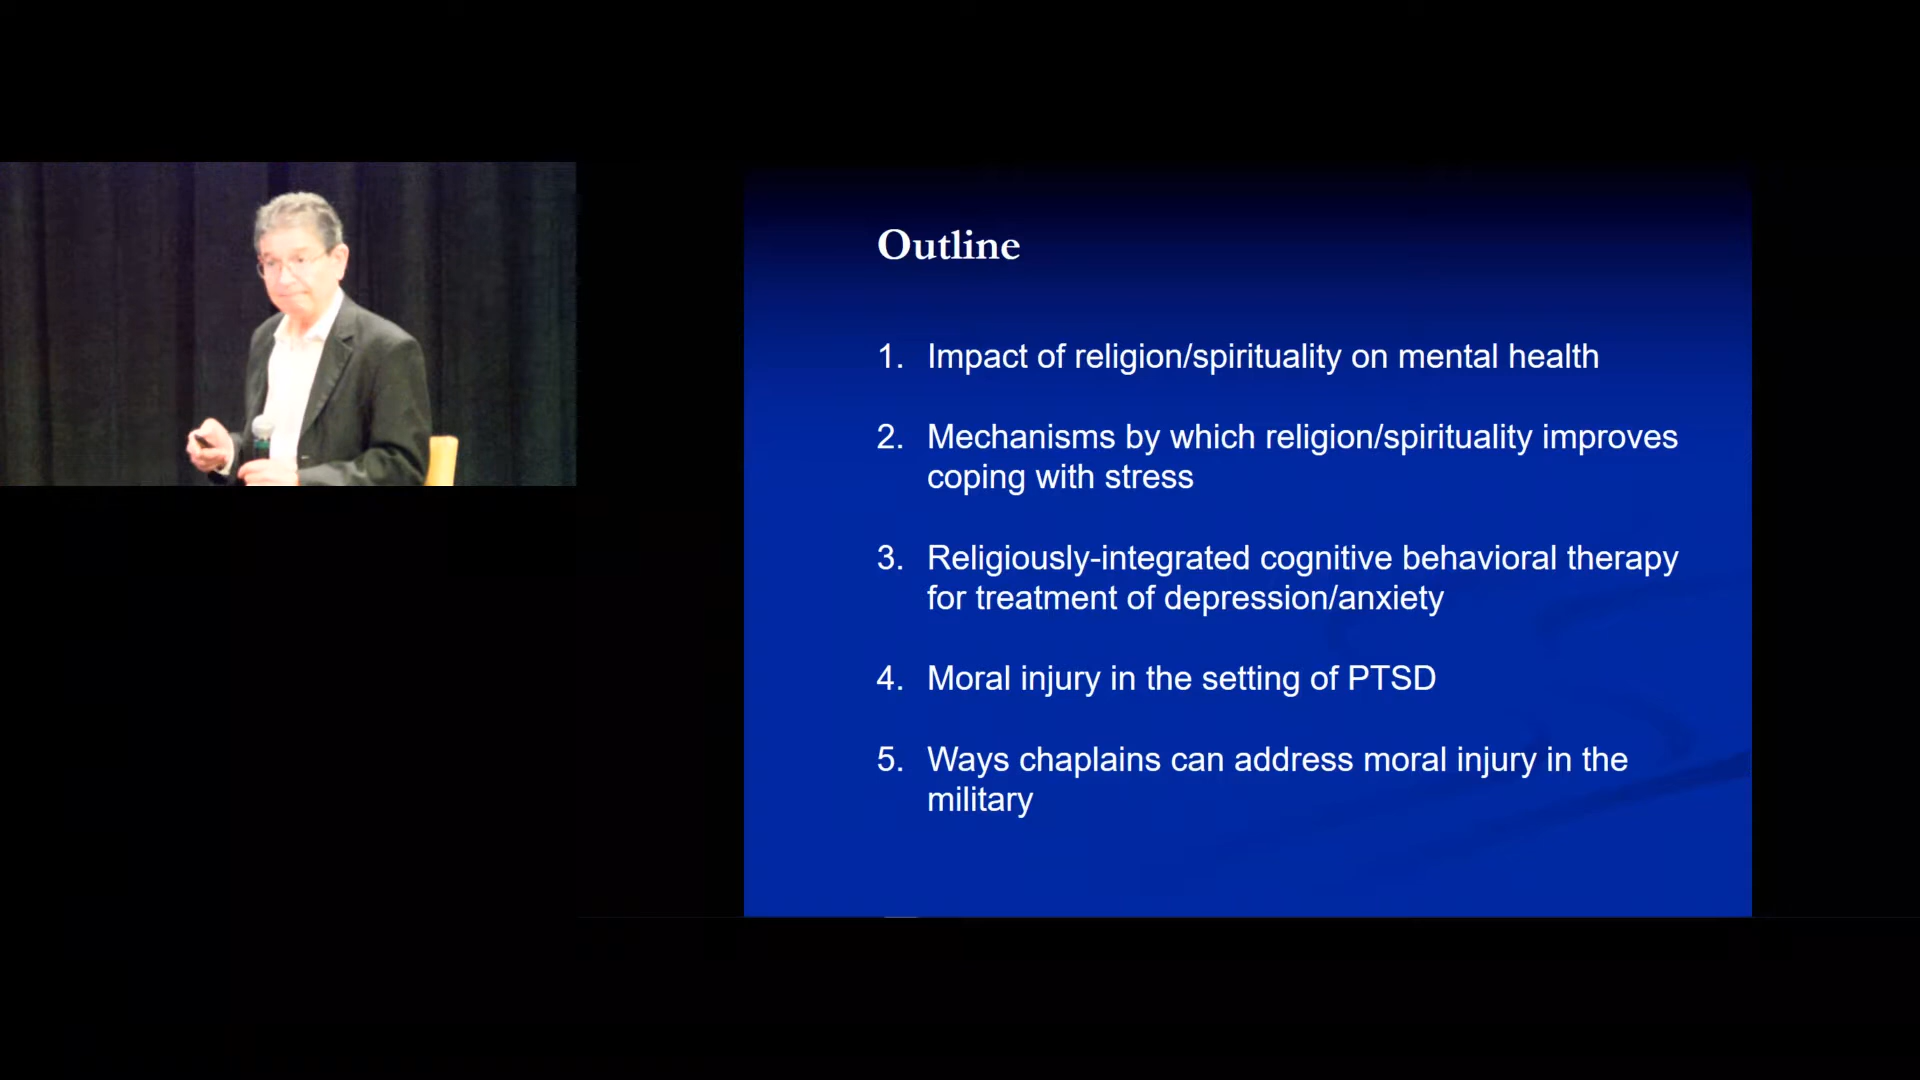 Outline
1. Impact of religion/spirituality on mental health
2. Mechanisms by which religion/spirituality improves
coping with stress
3. Religiously-integrated cognitive behavioral therapy
for treatment of depression/anxiety
4. Moral injury in the setting of PTSD
5. Ways chaplains can address moral injury in the
military